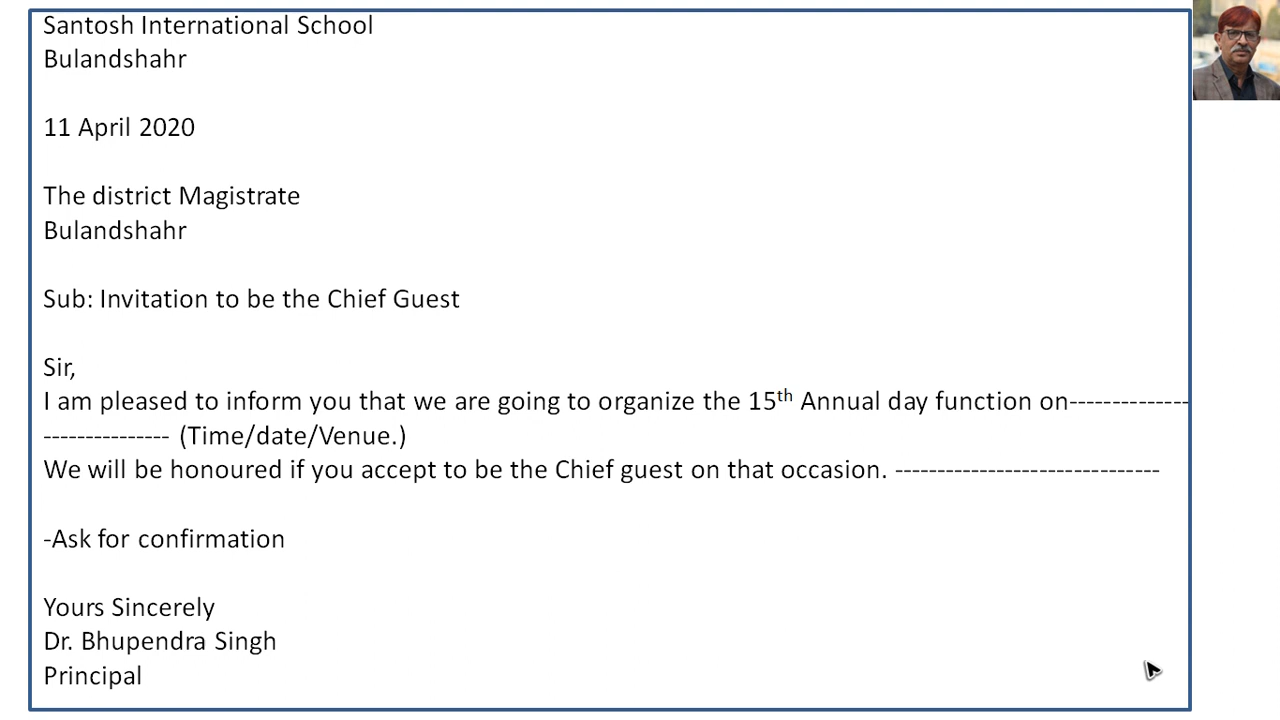 Santosh International School
Bulandshahr
11 April 2020
The district Magistrate
Bulandshahr
Sub: Invitation to be the Chief Guest
Sir,
I am pleased to inform you that we are going to organize the 15th Annual day function on--------------
--------------- (Time/date/Venue.)
We will be honoured if you accept to be the Chief guest on that occasion. -------------------------------
-Ask for confirmation
Yours Sincerely
Dr. Bhupendra Singh
Principal